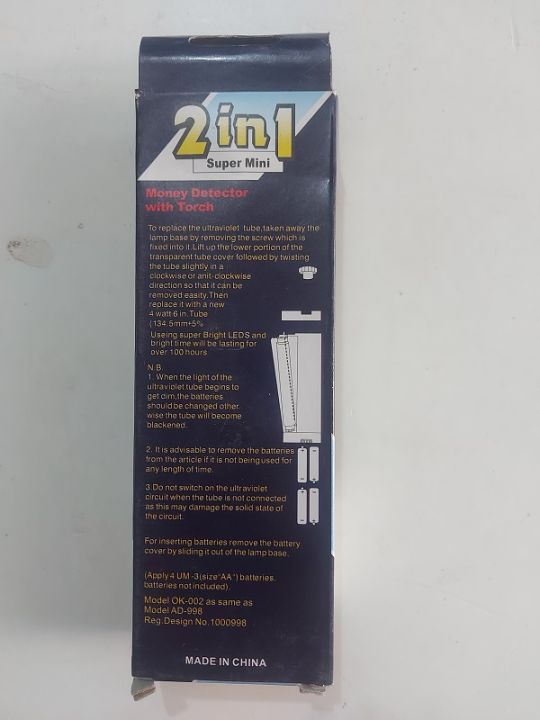 2 in 1
Super Mini
Money Detector
with Torch
To replace the ultraviolet tube,taken away the
lamp base by removing the screw which is
fixed into it.Lift up the lower portion of the
transparent tube cover followed by twisting
the tube slightly in a
clockwise or anit-clockwise
direction so that it can be
removed easity.Then
replace it with a new
4 watt-6 in.Tube
(134.5mm+5%
Useing super Bright LEDS and
bright time will be lasting for
over 100 hours
N.B.
1. When the light of the
ultraviolet tube begins to
get dim,the batteries
should be changed other.
wise the tube will become
blackened.
2. It is advisable to remove the batteries
from the article if it is not being used for
any length of time.
3.Do not switch on the ultraviolet
circuit when the tube is not connected
as this may damage the solid state of
the circuit.
For inserting batteries remove the battery
cover by sliding it out of the lamp base.
(Apply 4 UM -3(size"AA") batteries.
batteries not included).
Model OK-002 as same as
Model AD-998
Reg.Design No.1000998
MADE IN CHINA